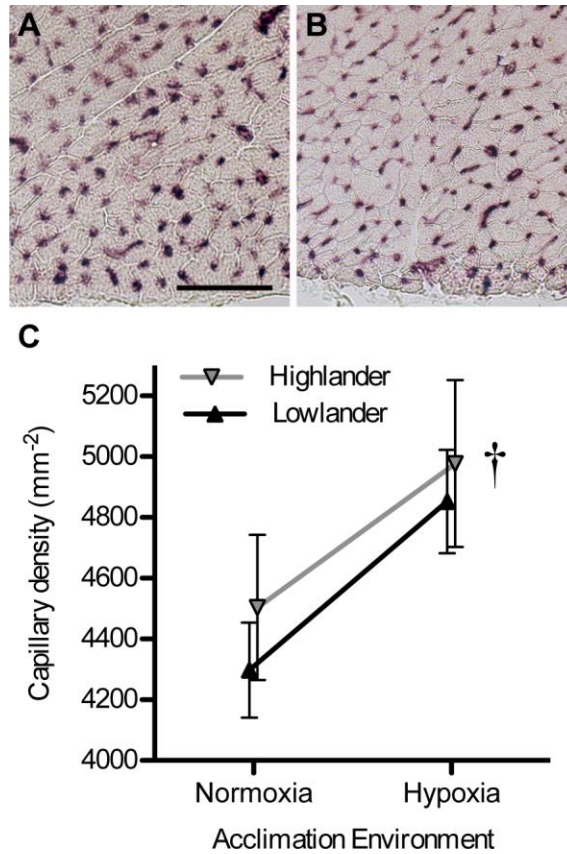 A
B
C
Highlander
Lowlander
Capillary density (mm⁻²)
5200
5000
4800
4600
4400
4200
4000
†
Normoxia
Hypoxia
Acclimation Environment